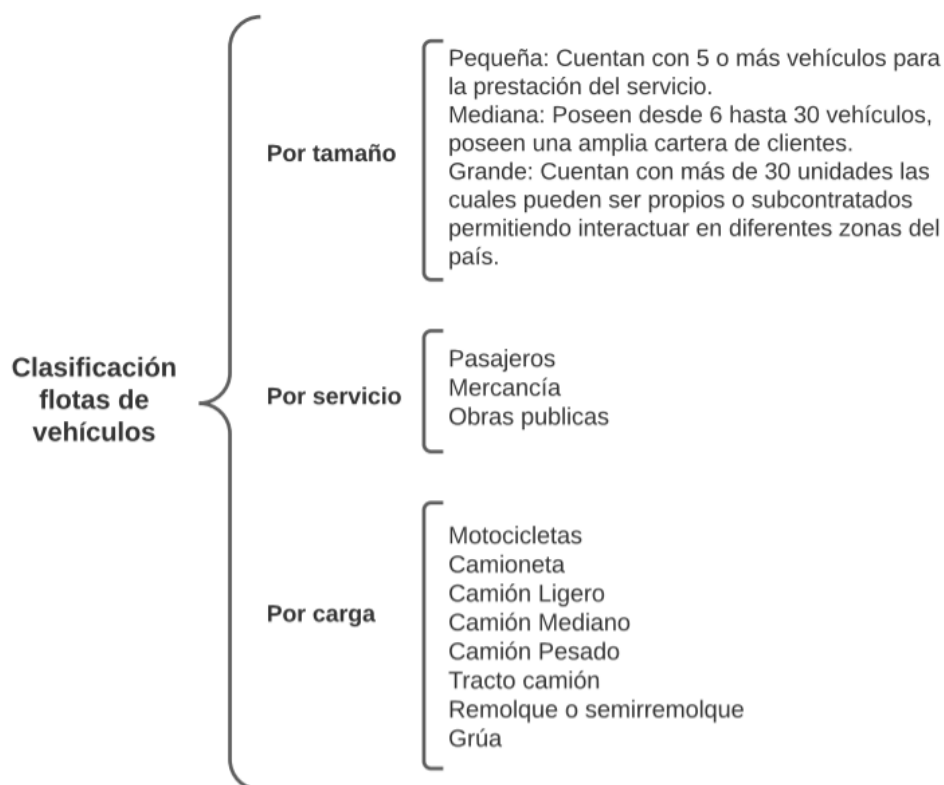 Clasificación
flotas de
vehículos
Por tamaño
Pequeña: Cuentan con 5 o más vehículos para
la prestación del servicio.
Mediana: Poseen desde 6 hasta 30 vehículos,
poseen una amplia cartera de clientes.
Grande: Cuentan con más de 30 unidades las
cuales pueden ser propios o subcontratados
permitiendo interactuar en diferentes zonas del
país.
Por servicio
Pasajeros
Mercancía
Obras publicas
Por carga
Motocicletas
Camioneta
Camión Ligero
Camión Mediano
Camión Pesado
Tracto camión
Remolque o semirremolque
Grúa